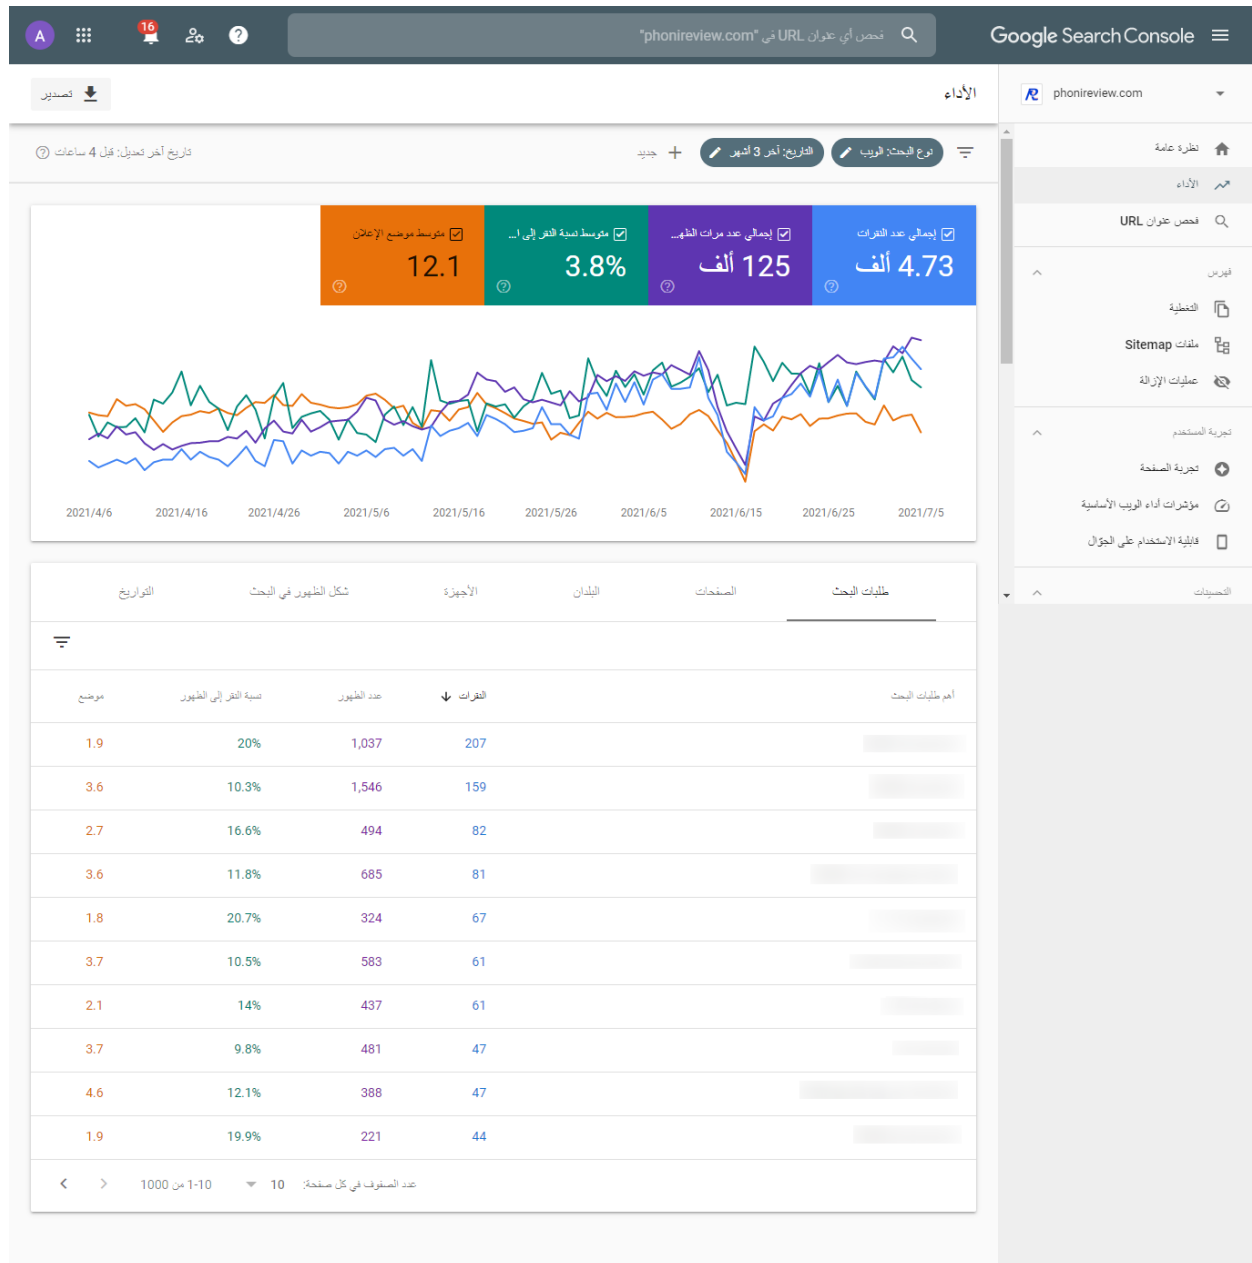 Google Search Console
فحص أي عنوان URL في "phonireview.com"
16
A
phonireview.com
نظرة عامة
الأداء
فحص عنوان URL
فهرس
التغطية
ملفات Sitemap
عمليات الإزالة
تجربة المستخدم
تجربة الصفحة
مؤشرات أداء الويب الأساسية
قابلية الاستخدام على الجوّال
التحسينات
الأداء
تصدير
نوع البحث: الويب
التاريخ: آخر 3 أشهر
جديد
تاريخ آخر تعديل: قبل 4 ساعات
إجمالي عدد النقرات
4.73 ألف
إجمالي عدد مرات الظهـ...
125 ألف
متوسط نسبة النقر إلى ا...
3.8%
متوسط موضع الإعلان
12.1
2021/4/6 2021/4/16 2021/4/26 2021/5/6 2021/5/16 2021/5/26 2021/6/5 2021/6/15 2021/6/25 2021/7/5
طلبات البحث الصفحات البلدان الأجهزة شكل الظهور في البحث التواريخ
أهم طلبات البحث النقرات عدد الظهور نسبة النقر إلى الظهور موضع
207 1,037 20% 1.9
159 1,546 10.3% 3.6
82 494 16.6% 2.7
81 685 11.8% 3.6
67 324 20.7% 1.8
61 583 10.5% 3.7
61 437 14% 2.1
47 481 9.8% 3.7
47 388 12.1% 4.6
44 221 19.9% 1.9
عدد الصفوف في كل صفحة: 10 1-10 من 1000